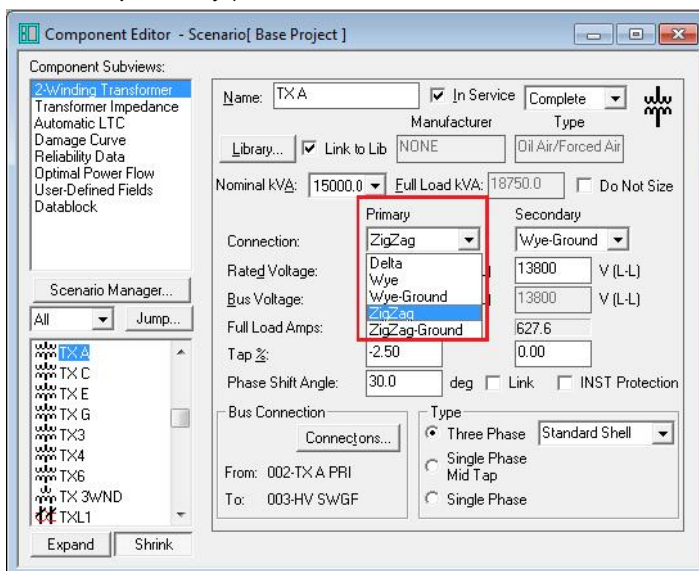 Component Editor - Scenario[ Base Project ]
Component Subviews:
2-Winding Transformer
Transformer Impedance
Automatic LTC
Damage Curve
Reliability Data
Optimal Power Flow
User-Defined Fields
Datablock
Scenario Manager...
All Jump...
TX A
TX C
TX E
TX G
TX3
TX4
TX6
TX 3WND
TXL1
Expand Shrink
Name: TX A In Service Complete
Manufacturer Type
Library... Link to Lib NONE Oil Air/Forced Air
Nominal kVA: 15000.0 Full Load kVA: 18750.0 Do Not Size
Primary Secondary
Connection: ZigZag Wye-Ground
Delta
Wye
Wye-Ground
ZigZag
ZigZag-Ground
Rated Voltage: 13800 V (L-L)
Bus Voltage: 13800 V (L-L)
Full Load Amps: 627.6
Tap %: -2.50 0.00
Phase Shift Angle: 30.0 deg Link INST Protection
Bus Connection
Connections...
From: 002-TX A PRI
To: 003-HV SWGF
Type
Three Phase Standard Shell
Single Phase
Mid Tap
Single Phase